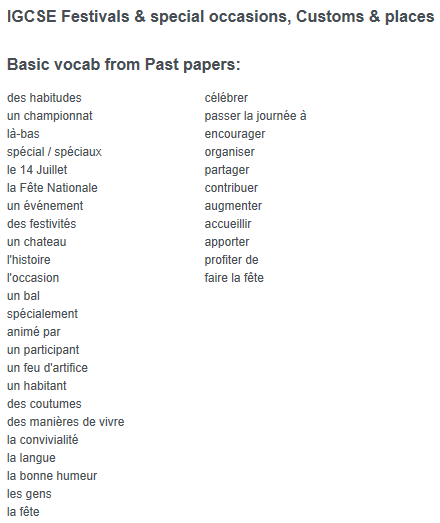 IGCSE Festivals & special occasions, Customs & places
Basic vocab from Past papers:
des habitudes
un championnat
là-bas
spécial / spéciaux
le 14 Juillet
la Fête Nationale
un événement
des festivités
un chateau
l'histoire
l'occasion
un bal
spécialement
animé par
un participant
un feu d'artifice
un habitant
des coutumes
des manières de vivre
la convivialité
la langue
la bonne humeur
les gens
la fête
célébrer
passer la journée à
encourager
organiser
partager
contribuer
augmenter
accueillir
apporter
profiter de
faire la fête